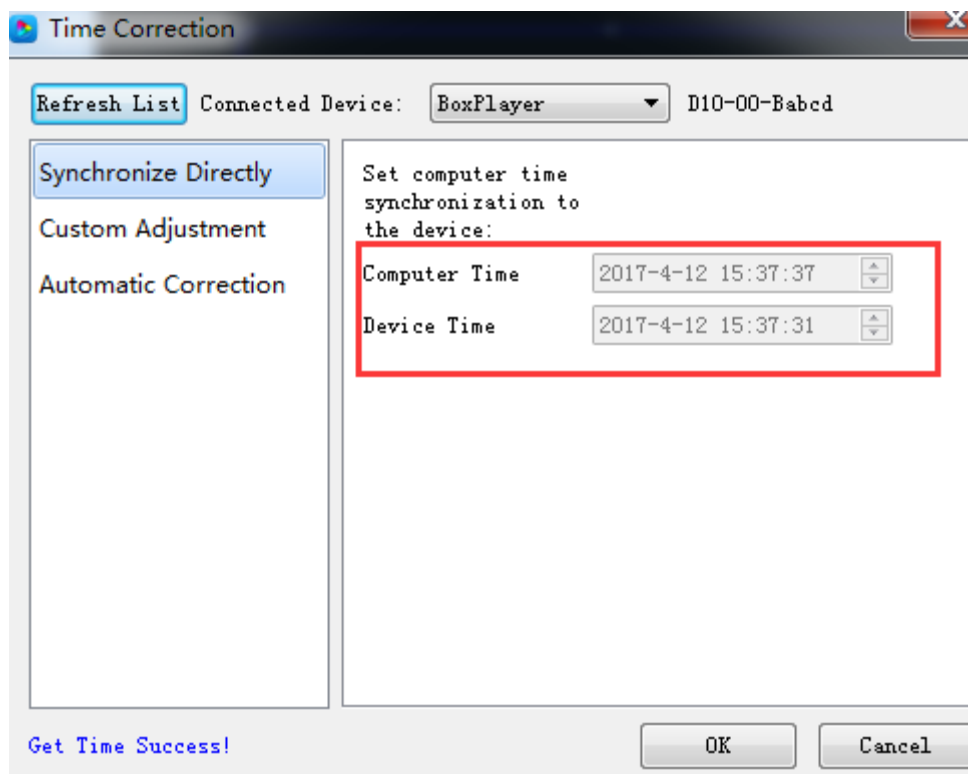 Time Correction
X
Refresh List Connected Device: BoxPlayer D10-00-Babcd
Synchronize Directly
Custom Adjustment
Automatic Correction
Set computer time
synchronization to
the device:
Computer Time 2017-4-12 15:37:37
Device Time 2017-4-12 15:37:31
Get Time Success! OK Cancel